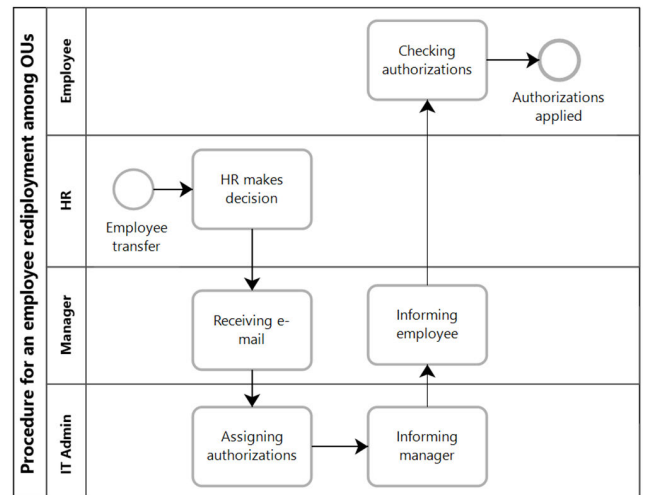 Procedure for an employee rediployment among OUs
Employee
Checking
authorizations
Authorizations
applied
HR
Employee
transfer
HR makes
decision
Manager
Receiving e-
mail
Informing
employee
IT Admin
Assigning
authorizations
Informing
manager